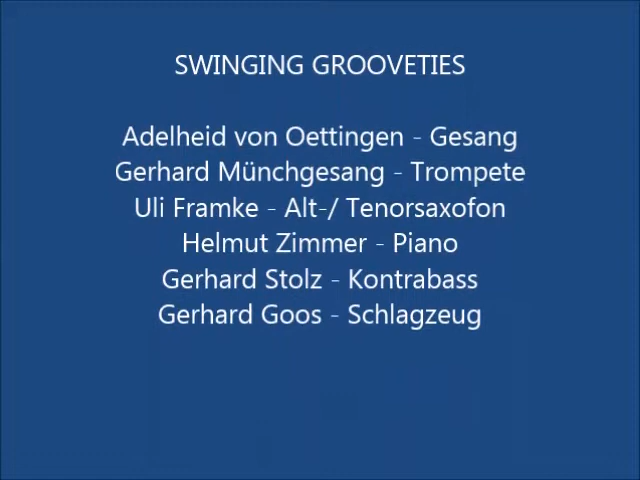 SWINGING GROOVETIES
Adelheid von Oettingen - Gesang
Gerhard Münchgesang - Trompete
Uli Framke - Alt-/ Tenorsaxofon
Helmut Zimmer - Piano
Gerhard Stolz - Kontrabass
Gerhard Goos - Schlagzeug